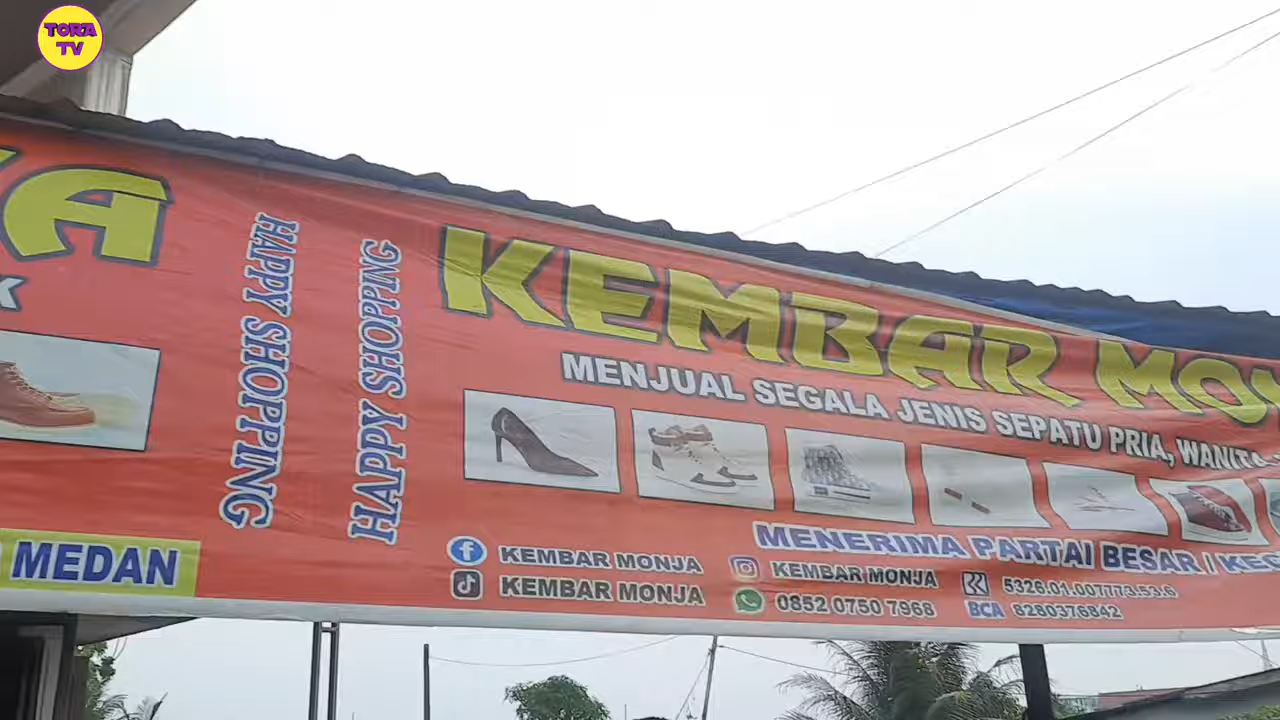 TORA
TV
HAPPY SHOPPING
HAPPY SHOPPING
KEMBAR
MENJUAL SEGALA JENIS SEPATU PRIA, WANITA
MENERIMA PARTAI BESAR /
MEDAN
KEMBAR MONJA
KEMBAR MONJA
KEMBAR MONJA
0852 0750 7968
5326.01.007773.53.6
BCA 8280376842